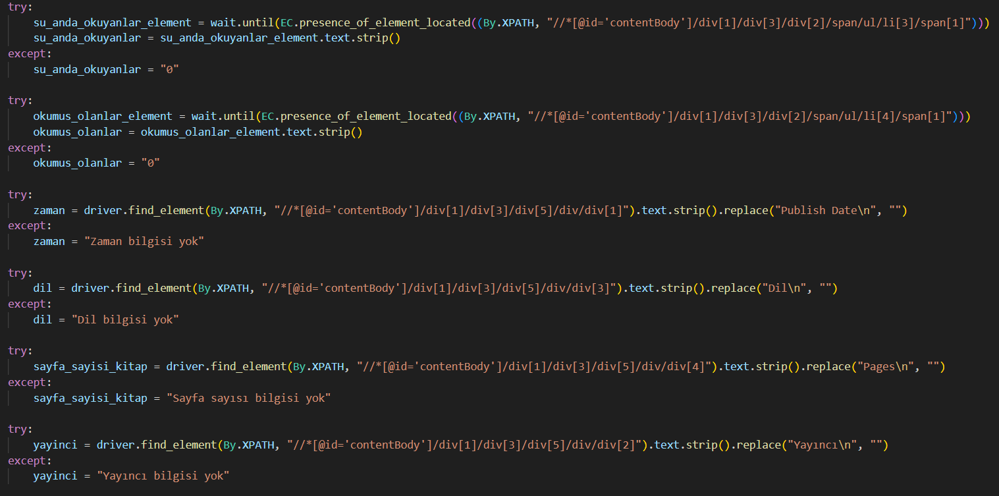 try:
    su_anda_okuyanlar_element = wait.until(EC.presence_of_element_located((By.XPATH, "//*[@id='contentBody']/div[1]/div[3]/div[2]/span/ul/li[3]/span[1]")))
    su_anda_okuyanlar = su_anda_okuyanlar_element.text.strip()
except:
    su_anda_okuyanlar = "0"

try:
    okumus_olanlar_element = wait.until(EC.presence_of_element_located((By.XPATH, "//*[@id='contentBody']/div[1]/div[3]/div[2]/span/ul/li[4]/span[1]")))
    okumus_olanlar = okumus_olanlar_element.text.strip()
except:
    okumus_olanlar = "0"

try:
    zaman = driver.find_element(By.XPATH, "//*[@id='contentBody']/div[1]/div[3]/div[5]/div/div[1]").text.strip().replace("Publish Date\n", "")
except:
    zaman = "Zaman bilgisi yok"

try:
    dil = driver.find_element(By.XPATH, "//*[@id='contentBody']/div[1]/div[3]/div[5]/div/div[3]").text.strip().replace("Dil\n", "")
except:
    dil = "Dil bilgisi yok"

try:
    sayfa_sayisi_kitap = driver.find_element(By.XPATH, "//*[@id='contentBody']/div[1]/div[3]/div[5]/div/div[4]").text.strip().replace("Pages\n", "")
except:
    sayfa_sayisi_kitap = "Sayfa sayısı bilgisi yok"

try:
    yayinci = driver.find_element(By.XPATH, "//*[@id='contentBody']/div[1]/div[3]/div[5]/div/div[2]").text.strip().replace("Yayıncı\n", "")
except:
    yayinci = "Yayıncı bilgisi yok"